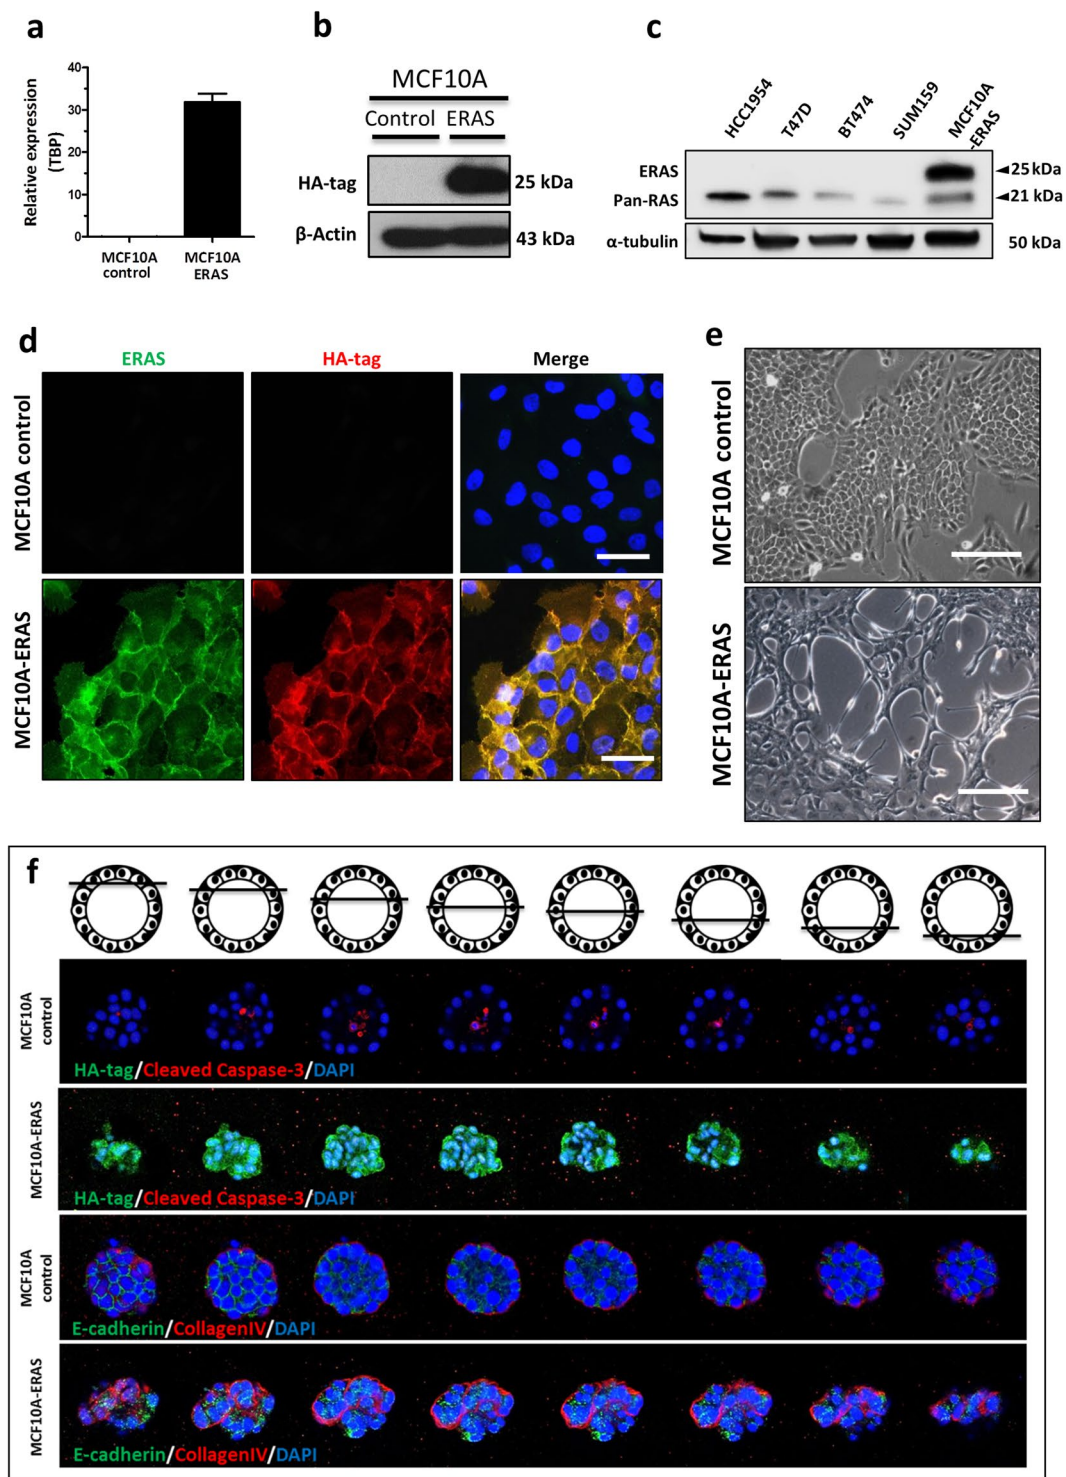 a
Relative expression
(TBP)
40
30
20
10
0
MCF10A
control
MCF10A
ERAS
b
MCF10A
Control ERAS
HA-tag
25 kDa
β-Actin
43 kDa
c
HCC1954
T47D
BT474
SUM159
MCF10A
-ERAS
ERAS
25 kDa
Pan-RAS
21 kDa
α-tubulin
50 kDa
d
ERAS
HA-tag
Merge
MCF10A control
MCF10A-ERAS
e
MCF10A control
MCF10A-ERAS
f
MCF10A
control
HA-tag/Cleaved Caspase-3/DAPI
MCF10A-ERAS
HA-tag/Cleaved Caspase-3/DAPI
MCF10A
control
E-cadherin/CollagenIV/DAPI
MCF10A-ERAS
E-cadherin/CollagenIV/DAPI